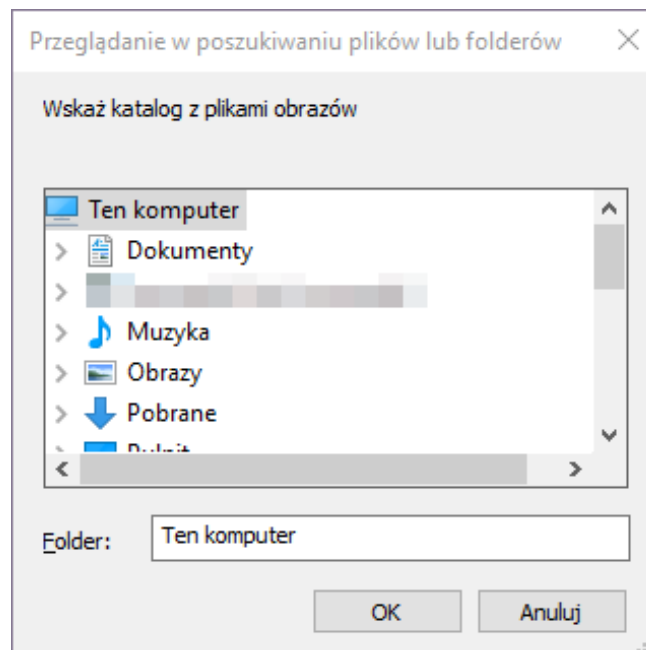 Przeglądanie w poszukiwaniu plików lub folderów
Wskaż katalog z plikami obrazów
Ten komputer
Dokumenty
Muzyka
Obrazy
Pobrane
Pulpit
Folder: Ten komputer
OK Anuluj